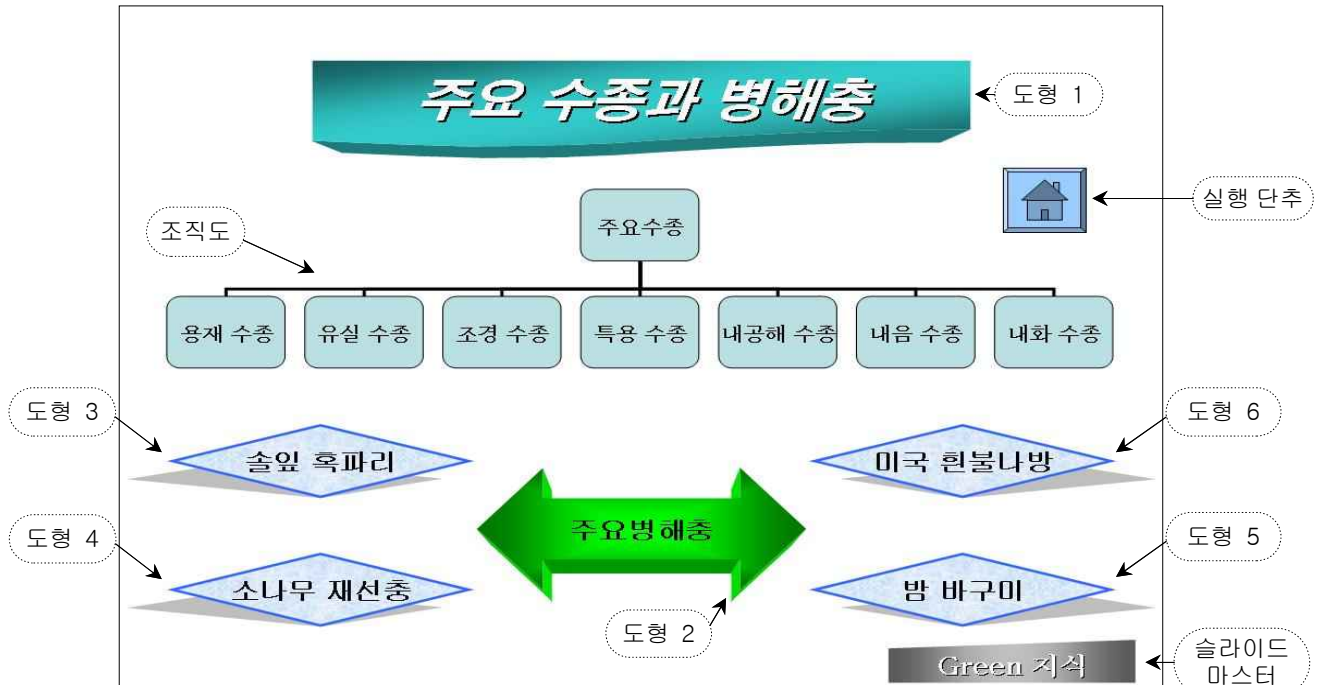 주요 수종과 병해충
도형 1
실행 단추
조직도
주요수종
용재 수종
유실 수종
조경 수종
특용 수종
내공해 수종
내음 수종
내화 수종
도형 3
솔잎 혹파리
미국 흰불나방
도형 6
주요병해충
도형 4
소나무 재선충
밤 바구미
도형 5
도형 2
Green 지식
슬라이드
마스터